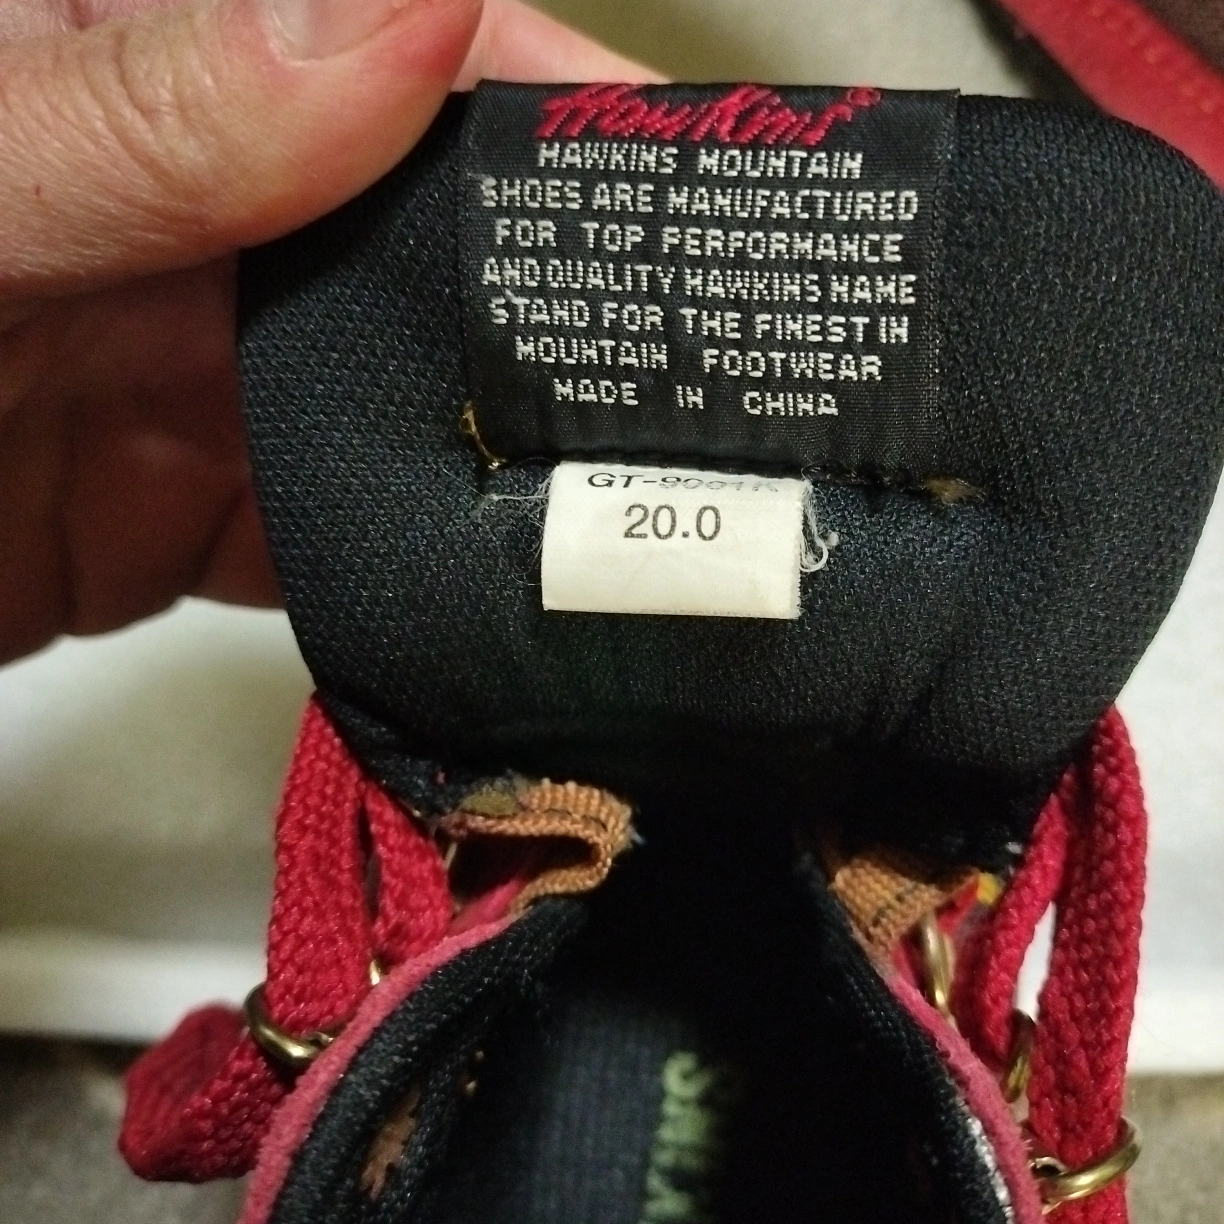 Hawkins®
HAWKINS MOUNTAIN
SHOES ARE MANUFACTURED
FOR TOP PERFORMANCE
AND QUALITY HAWKINS NAME
STAND FOR THE FINEST IN
MOUNTAIN FOOTWEAR
MADE IN CHINA
20.0